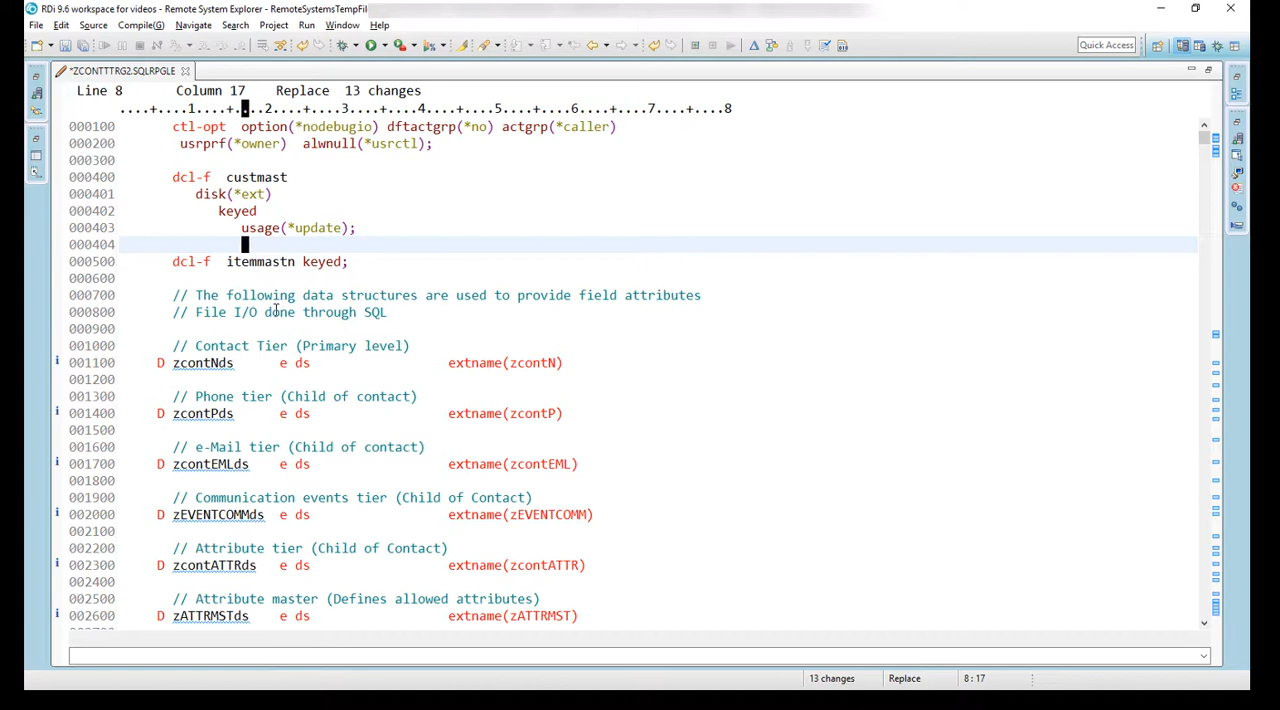 RDi 9.6 workspace for videos - Remote System Explorer - RemoteSystemsTempFil
File Edit Source Compile(G) Navigate Search Project Run Window Help
Quick Access
*ZCONTTTRG2.SQLRPGLE
Line 8 Column 17 Replace 13 changes
....+....1....+....2....+....3....+....4....+....5....+....6....+....7....+....8
000100 ctl-opt option(*nodebugio) dftactgrp(*no) actgrp(*caller)
000200 usrprf(*owner) alwnull(*usrctl);
000300
000400 dcl-f custmast
000401 disk(*ext)
000402 keyed
000403 usage(*update);
000404
000500 dcl-f itemmastn keyed;
000600
000700 // The following data structures are used to provide field attributes
000800 // File I/O done through SQL
000900
001000 // Contact Tier (Primary level)
001100 D zcontNds e ds extname(zcontN)
001200
001300 // Phone tier (Child of contact)
001400 D zcontPds e ds extname(zcontP)
001500
001600 // e-Mail tier (Child of contact)
001700 D zcontEMLds e ds extname(zcontEML)
001800
001900 // Communication events tier (Child of Contact)
002000 D zEVENTCOMMds e ds extname(zEVENTCOMM)
002100
002200 // Attribute tier (Child of Contact)
002300 D zcontATTRds e ds extname(zcontATTR)
002400
002500 // Attribute master (Defines allowed attributes)
002600 D zATTRMSTds e ds extname(zATTRMST)
13 changes Replace 8 : 17